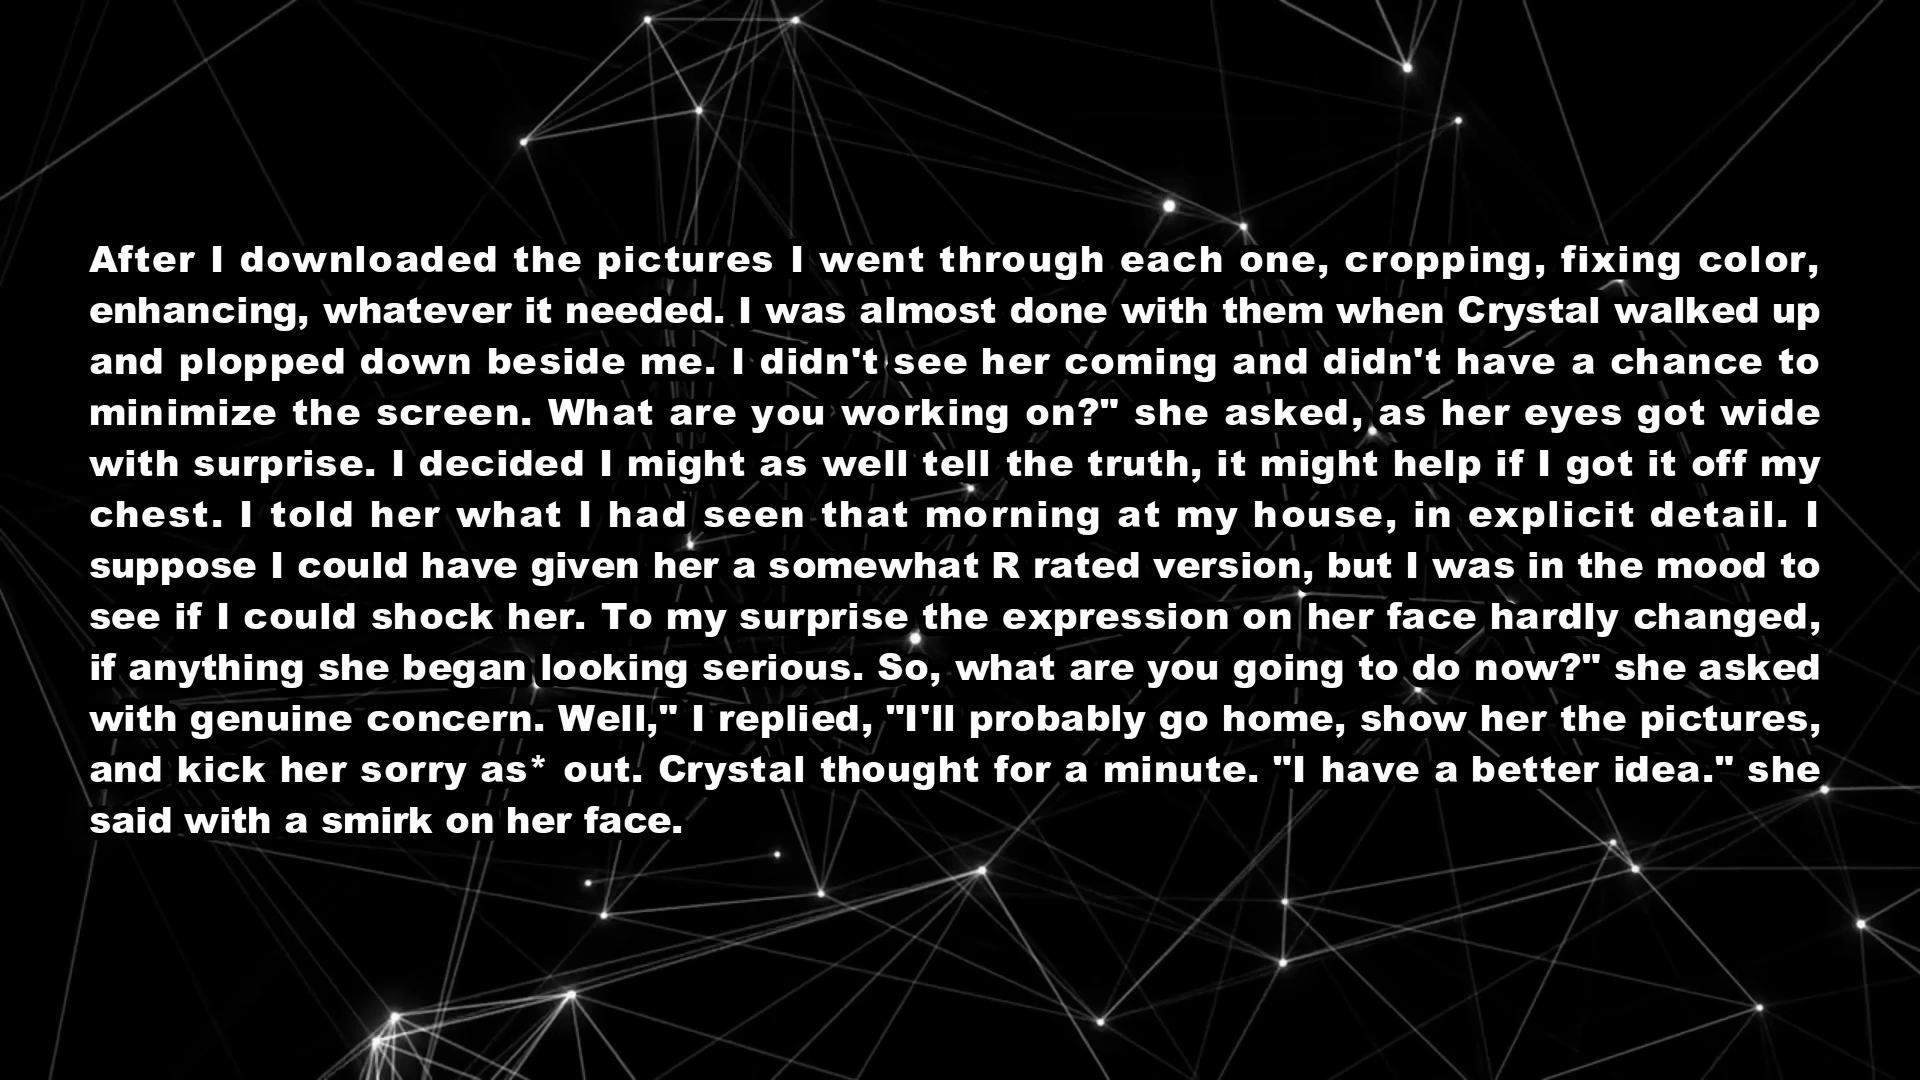 After I downloaded the pictures I went through each one, cropping, fixing color,
enhancing, whatever it needed. I was almost done with them when Crystal walked up
and plopped down beside me. I didn't see her coming and didn't have a chance to
minimize the screen. What are you working on?" she asked, as her eyes got wide
with surprise. I decided I might as well tell the truth, it might help if I got it off my
chest. I told her what I had seen that morning at my house, in explicit detail. I
suppose I could have given her a somewhat R rated version, but I was in the mood to
see if I could shock her. To my surprise the expression on her face hardly changed,
if anything she began looking serious. So, what are you going to do now?" she asked
with genuine concern. Well," I replied, "I'll probably go home, show her the pictures,
and kick her sorry as* out. Crystal thought for a minute. "I have a better idea." she
said with a smirk on her face.